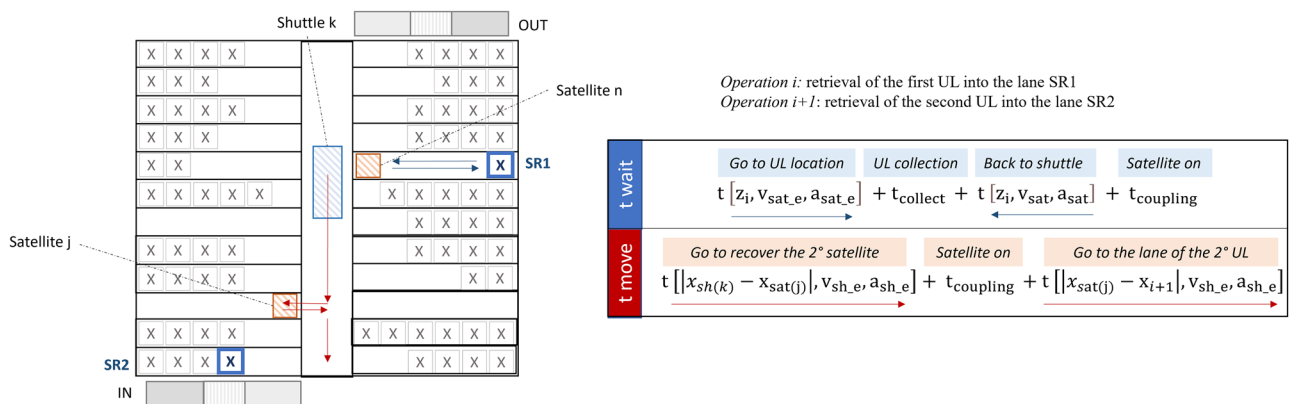 Shuttle k
OUT
X X X X X X X X
X X X X X X
Satellite n
X X X X X X X X
X X X X X X X
X X X SR1
X X X X X X X X X X
X X X X
Satellite j
X X X X X X X X
X X X X X X
X X X X X X X X X X
SR2 X X X X X X X X
IN
Operation i: retrieval of the first UL into the lane SR1
Operation i+1: retrieval of the second UL into the lane SR2
t wait
Go to UL location UL collection Back to shuttle Satellite on
t [z_i, v_sat_e, a_sat_e] + t_collect + t [z_i, v_sat, a_sat] + t_coupling
t move
Go to recover the 2° satellite Satellite on Go to the lane of the 2° UL
t [|x_sh(k) − x_sat(j)|, v_sh_e, a_sh_e] + t_coupling + t [|x_sat(j) − x_i+1|, v_sh_e, a_sh_e]